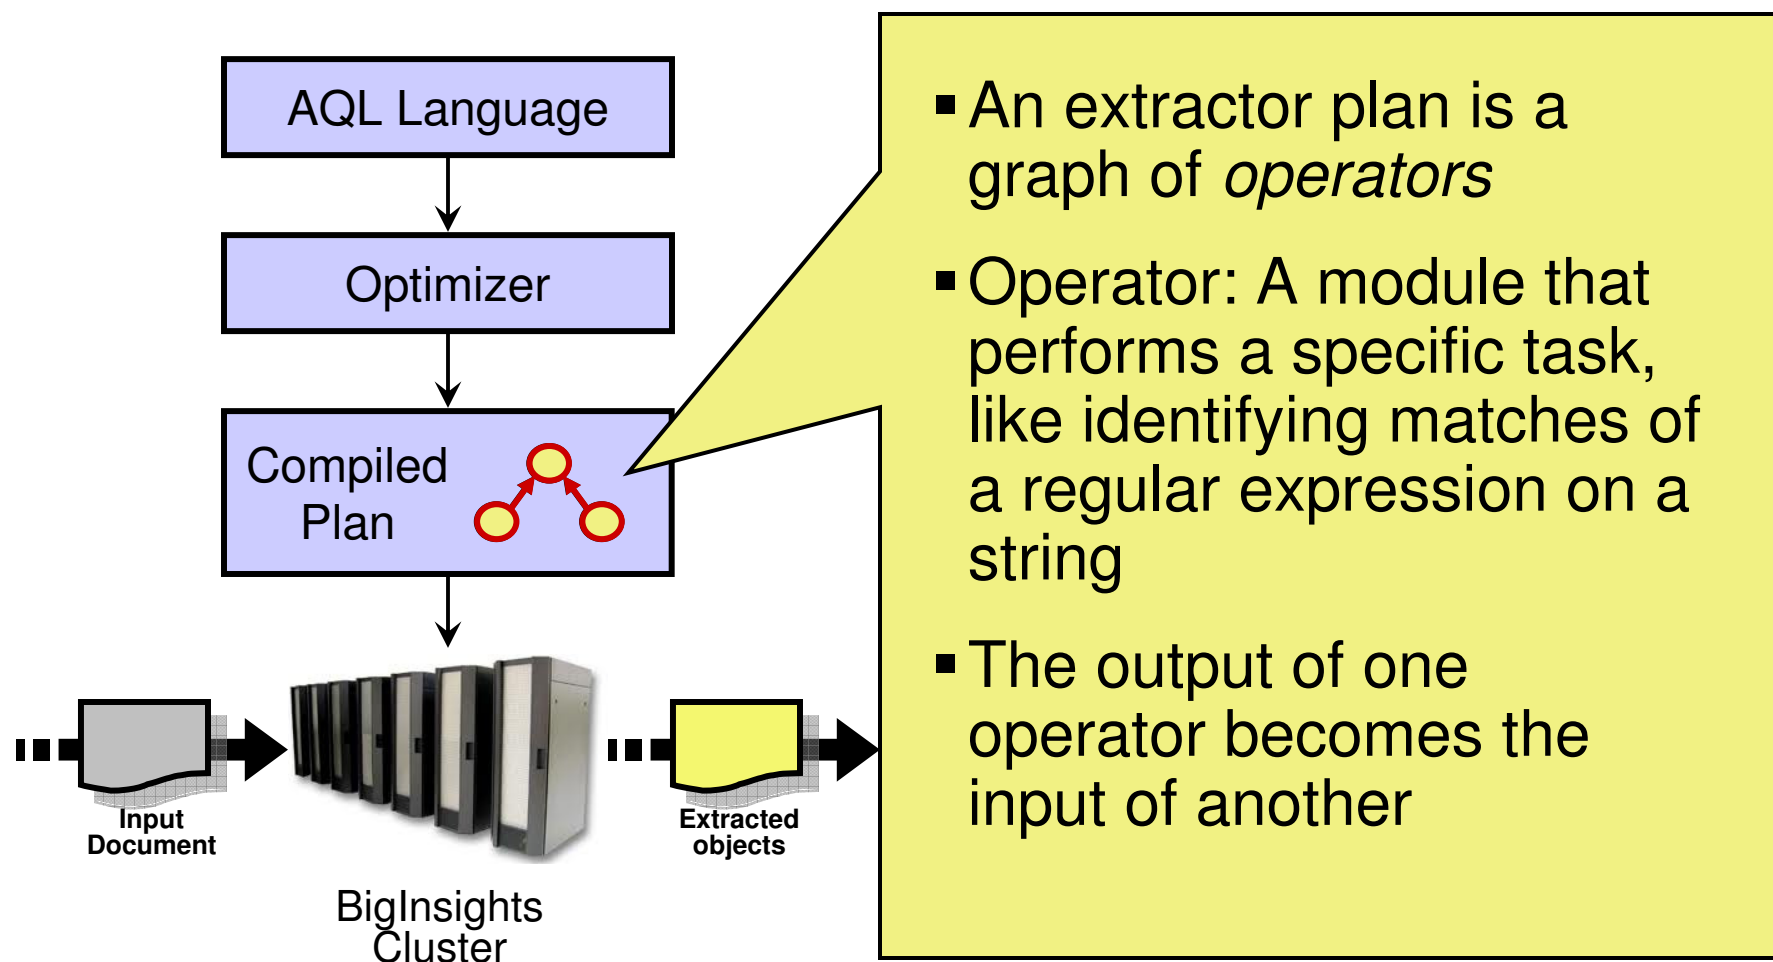 AQL Language
Optimizer
Compiled
Plan
Input
Document
Extracted
objects
BigInsights
Cluster
▪ An extractor plan is a
graph of operators
▪ Operator: A module that
performs a specific task,
like identifying matches of
a regular expression on a
string
▪ The output of one
operator becomes the
input of another